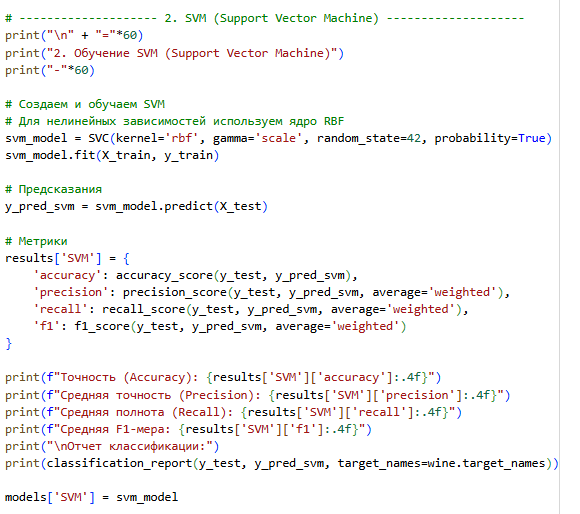 # -------------------- 2. SVM (Support Vector Machine) --------------------
print("\n" + "="*60)
print("2. Обучение SVM (Support Vector Machine)")
print("-"*60)

# Создаем и обучаем SVM
# Для нелинейных зависимостей используем ядро RBF
svm_model = SVC(kernel='rbf', gamma='scale', random_state=42, probability=True)
svm_model.fit(X_train, y_train)

# Предсказания
y_pred_svm = svm_model.predict(X_test)

# Метрики
results['SVM'] = {
    'accuracy': accuracy_score(y_test, y_pred_svm),
    'precision': precision_score(y_test, y_pred_svm, average='weighted'),
    'recall': recall_score(y_test, y_pred_svm, average='weighted'),
    'f1': f1_score(y_test, y_pred_svm, average='weighted')
}

print(f"Точность (Accuracy): {results['SVM']['accuracy']:.4f}")
print(f"Средняя точность (Precision): {results['SVM']['precision']:.4f}")
print(f"Средняя полнота (Recall): {results['SVM']['recall']:.4f}")
print(f"Средняя F1-мера: {results['SVM']['f1']:.4f}")
print("\nОтчет классификации:")
print(classification_report(y_test, y_pred_svm, target_names=wine.target_names))

models['SVM'] = svm_model